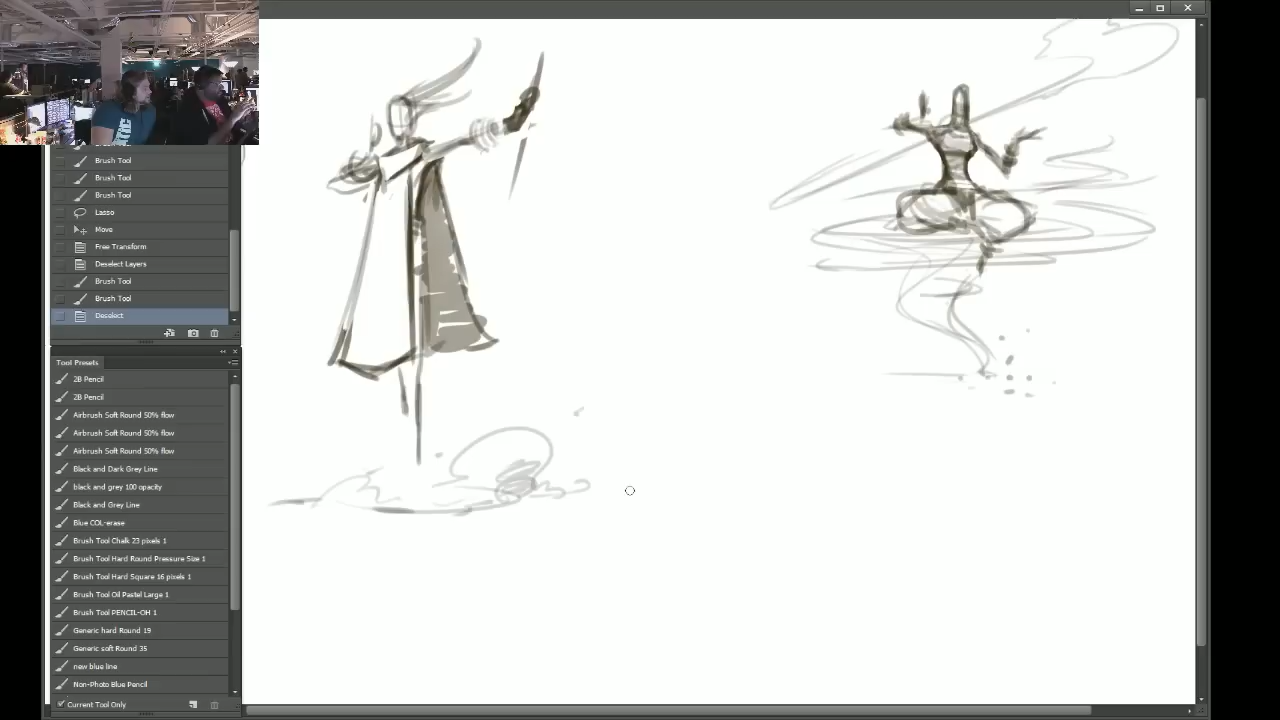 Brush Tool
Brush Tool
Brush Tool
Lasso
Move
Free Transform
Deselect Layers
Brush Tool
Brush Tool
Deselect
Tool Presets
2B Pencil
2B Pencil
Airbrush Soft Round 50% flow
Airbrush Soft Round 50% flow
Airbrush Soft Round 50% flow
Black and Dark Grey Line
black and grey 100 opacity
Black and Grey Line
Blue COL-erase
Brush Tool Chalk 23 pixels 1
Brush Tool Hard Round Pressure Size 1
Brush Tool Hard Square 16 pixels 1
Brush Tool Oil Pastel Large 1
Brush Tool PENCIL-OH 1
Generic hard Round 19
Generic soft Round 35
new blue line
Non-Photo Blue Pencil
Current Tool Only